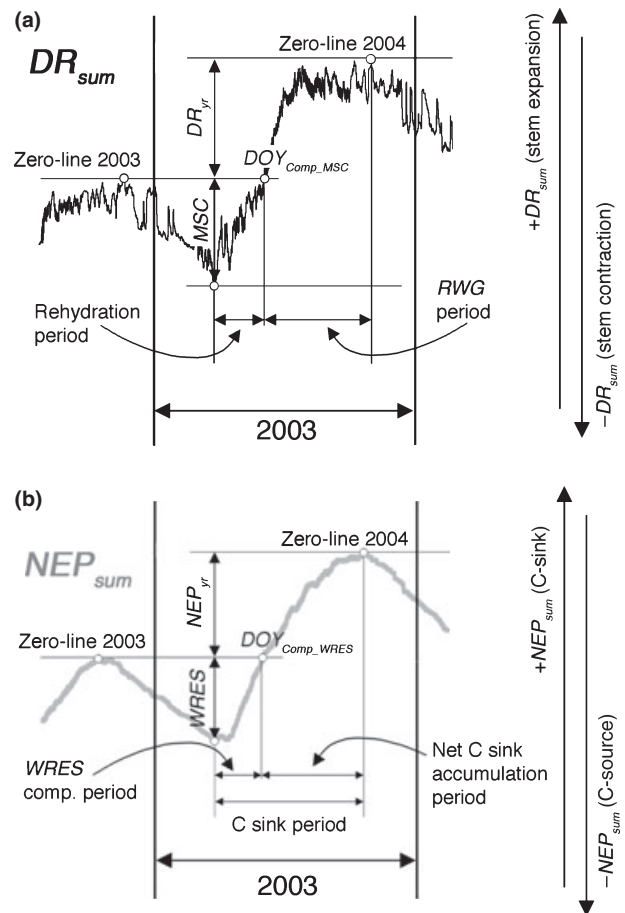 (a)
DRsum
Zero-line 2004
DRyr
Zero-line 2003
DOYComp_MSC
MSC
Rehydration
period
RWG
period
2003
+DRsum (stem expansion)
−DRsum (stem contraction)
(b)
NEPsum
Zero-line 2004
NEPyr
Zero-line 2003
DOYComp_WRES
WRES
WRES
comp. period
Net C sink
accumulation
period
C sink period
2003
+NEPsum (C-sink)
−NEPsum (C-source)